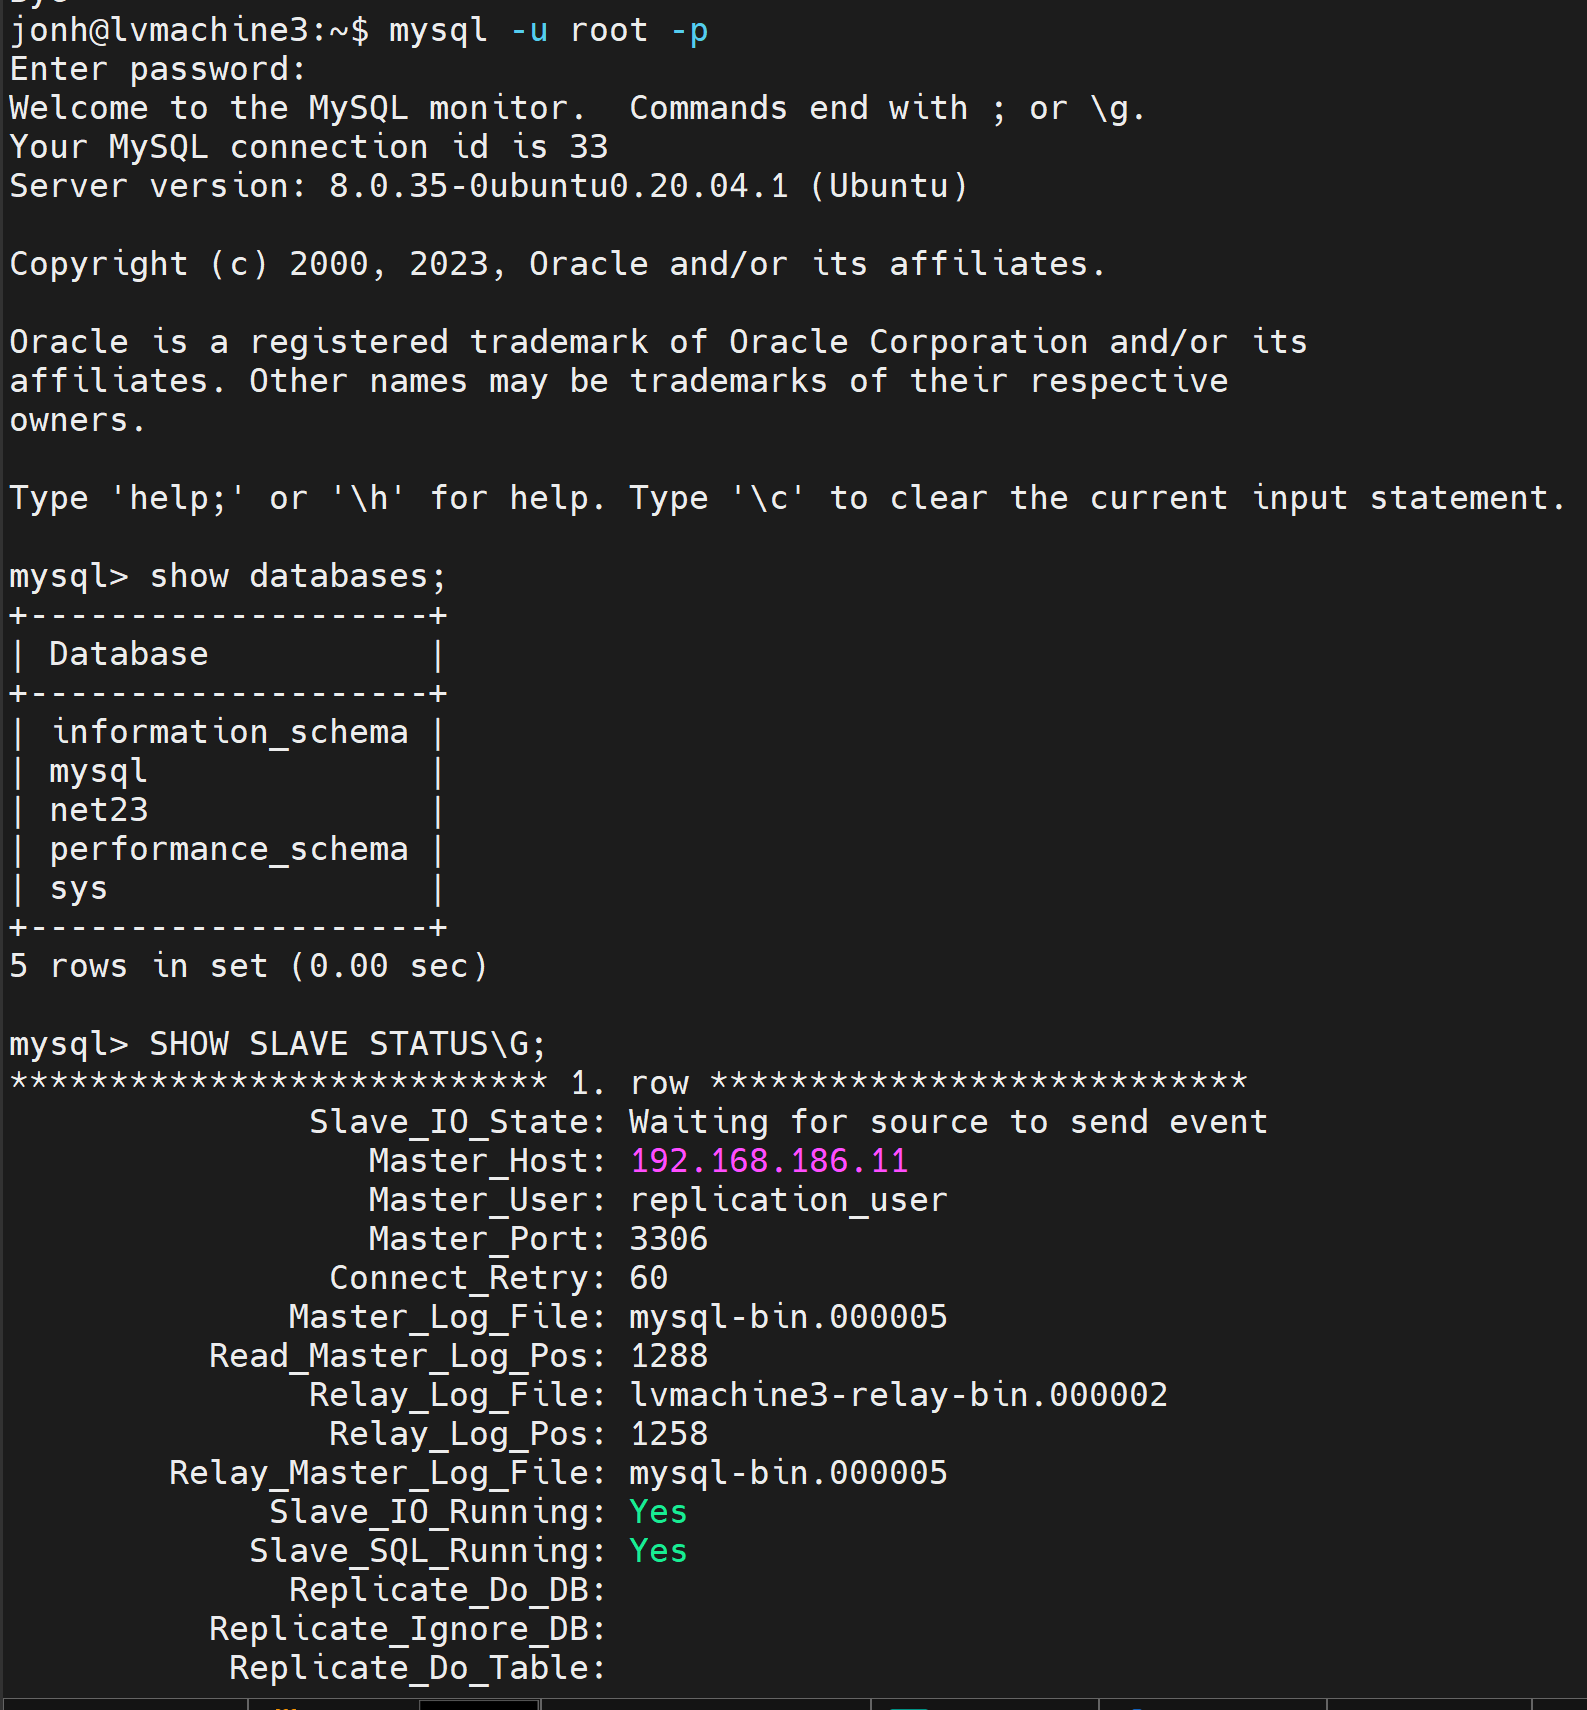 jonh@lvmachine3:~$ mysql -u root -p
Enter password:
Welcome to the MySQL monitor.  Commands end with ; or \g.
Your MySQL connection id is 33
Server version: 8.0.35-0ubuntu0.20.04.1 (Ubuntu)
Copyright (c) 2000, 2023, Oracle and/or its affiliates.
Oracle is a registered trademark of Oracle Corporation and/or its
affiliates. Other names may be trademarks of their respective
owners.
Type 'help;' or '\h' for help. Type '\c' to clear the current input statement.
mysql> show databases;
+--------------------+
| Database           |
+--------------------+
| information_schema |
| mysql              |
| net23              |
| performance_schema |
| sys                |
+--------------------+
5 rows in set (0.00 sec)
mysql> SHOW SLAVE STATUS\G;
*************************** 1. row ***************************
               Slave_IO_State: Waiting for source to send event
                  Master_Host: 192.168.186.11
                  Master_User: replication_user
                  Master_Port: 3306
                Connect_Retry: 60
              Master_Log_File: mysql-bin.000005
          Read_Master_Log_Pos: 1288
               Relay_Log_File: lvmachine3-relay-bin.000002
                Relay_Log_Pos: 1258
        Relay_Master_Log_File: mysql-bin.000005
             Slave_IO_Running: Yes
            Slave_SQL_Running: Yes
              Replicate_Do_DB:
          Replicate_Ignore_DB:
           Replicate_Do_Table: